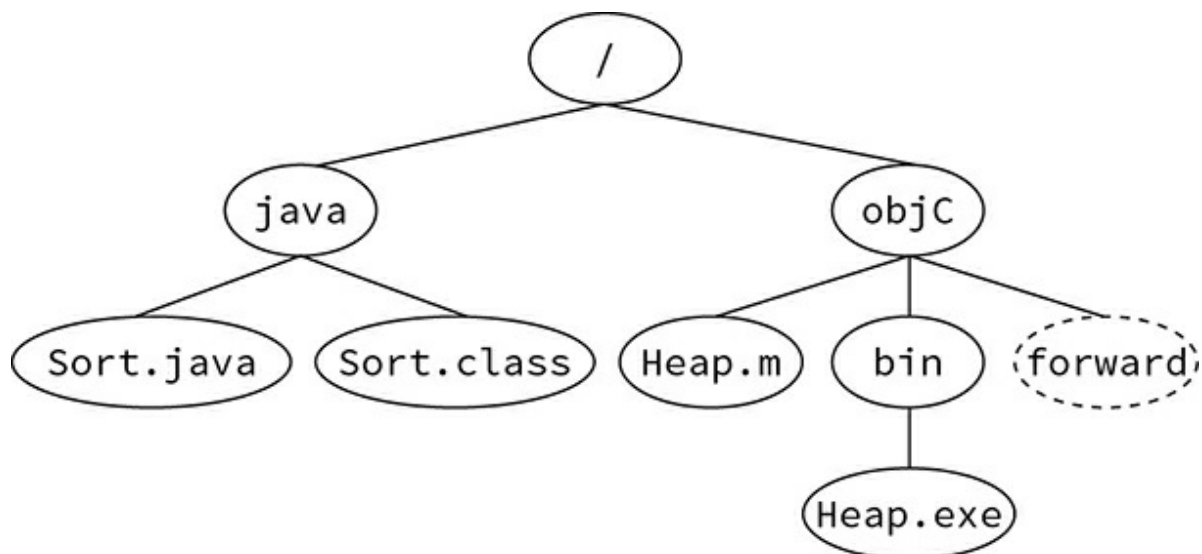 /
java
objC
Sort.java
Sort.class
Heap.m
bin
forward
Heap.exe